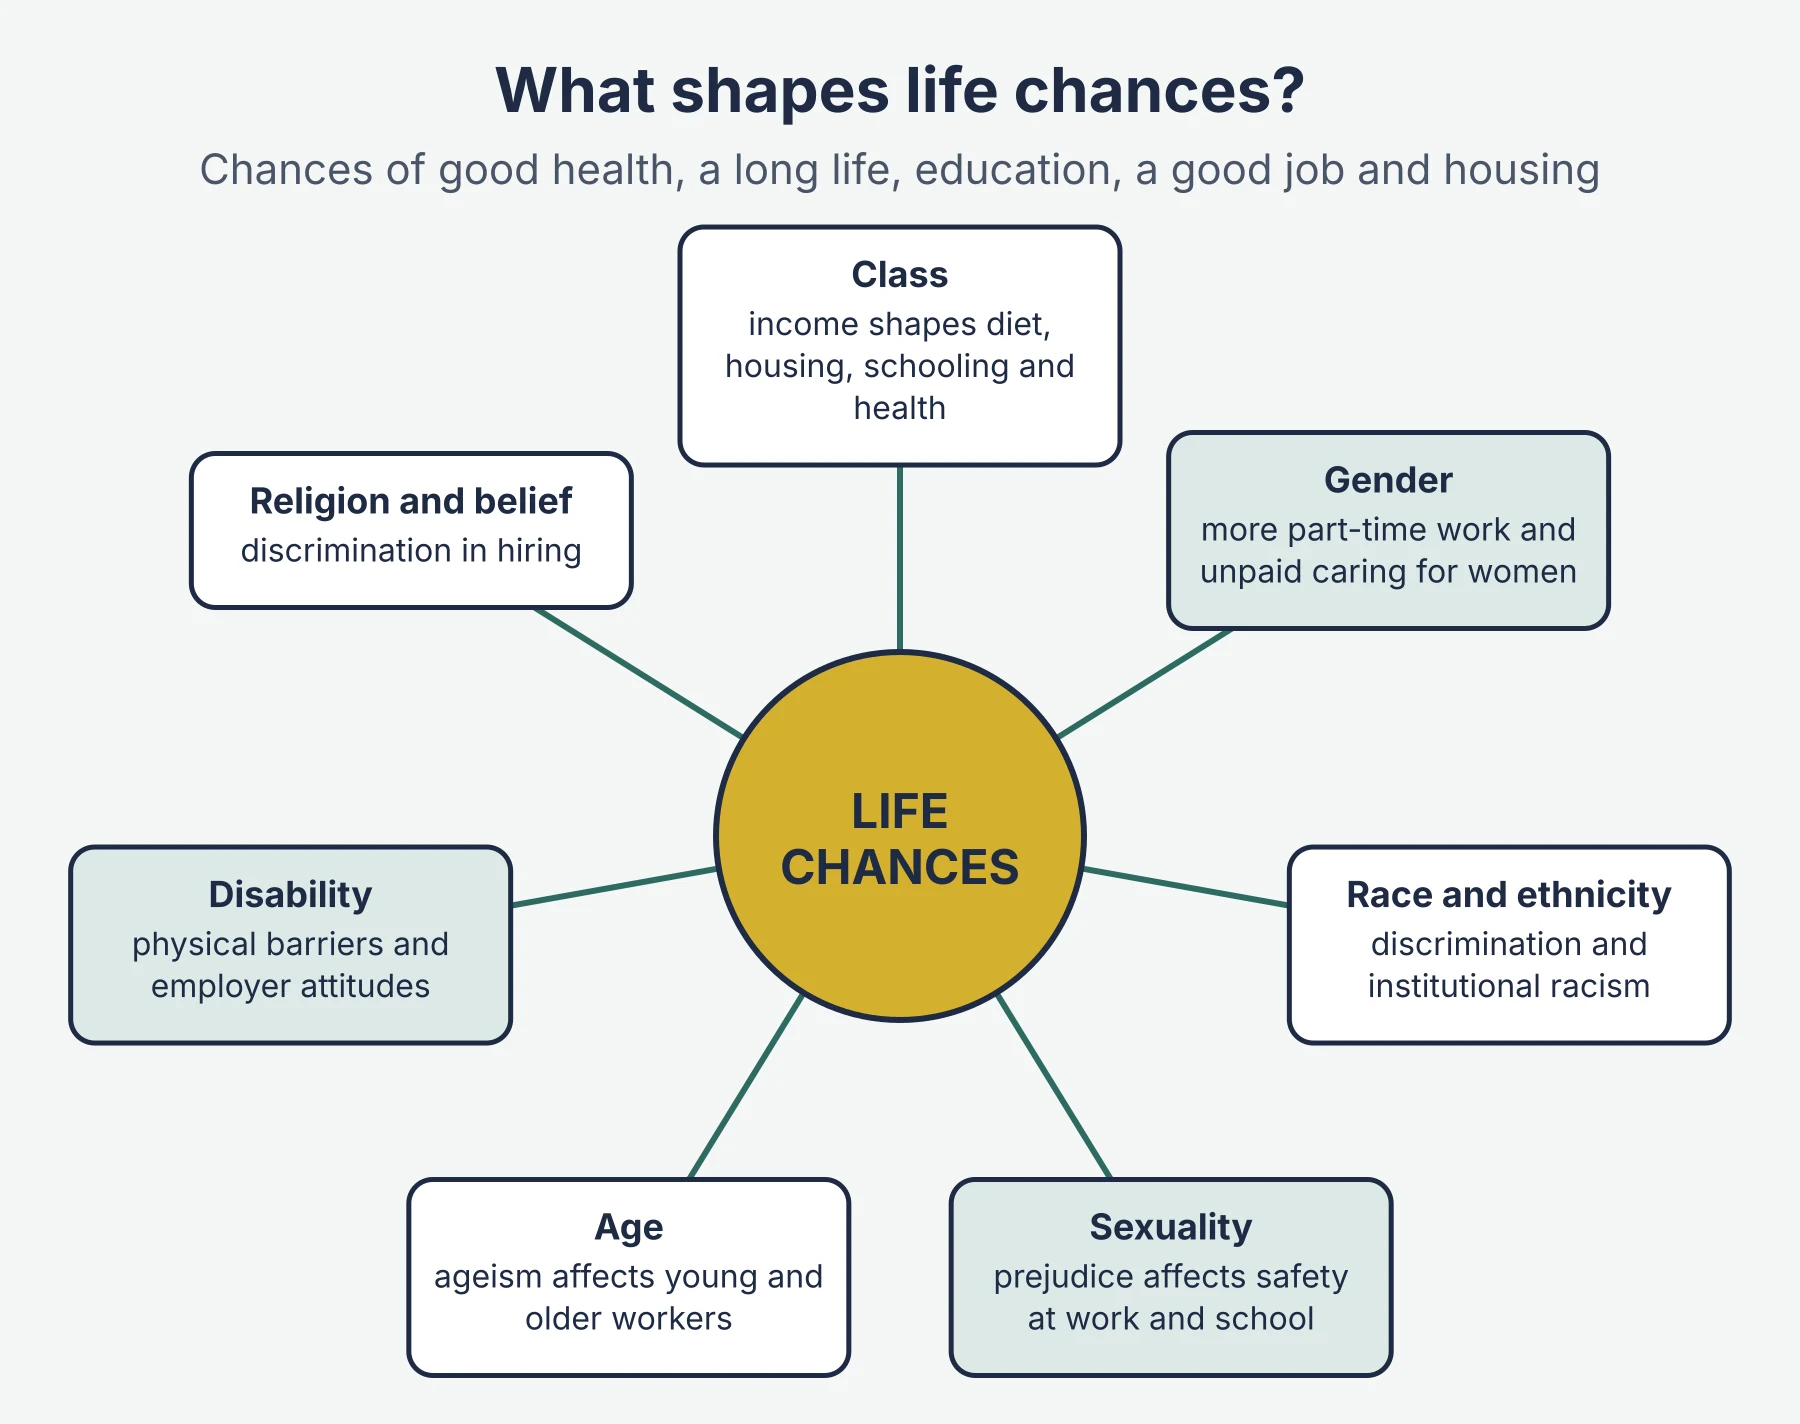 What shapes life chances?
Chances of good health, a long life, education, a good job and housing
Class
income shapes diet,
housing, schooling and
health
Religion and belief
discrimination in hiring
Gender
more part-time work and
unpaid caring for women
LIFE
CHANCES
Disability
physical barriers and
employer attitudes
Race and ethnicity
discrimination and
institutional racism
Age
ageism affects young and
older workers
Sexuality
prejudice affects safety
at work and school